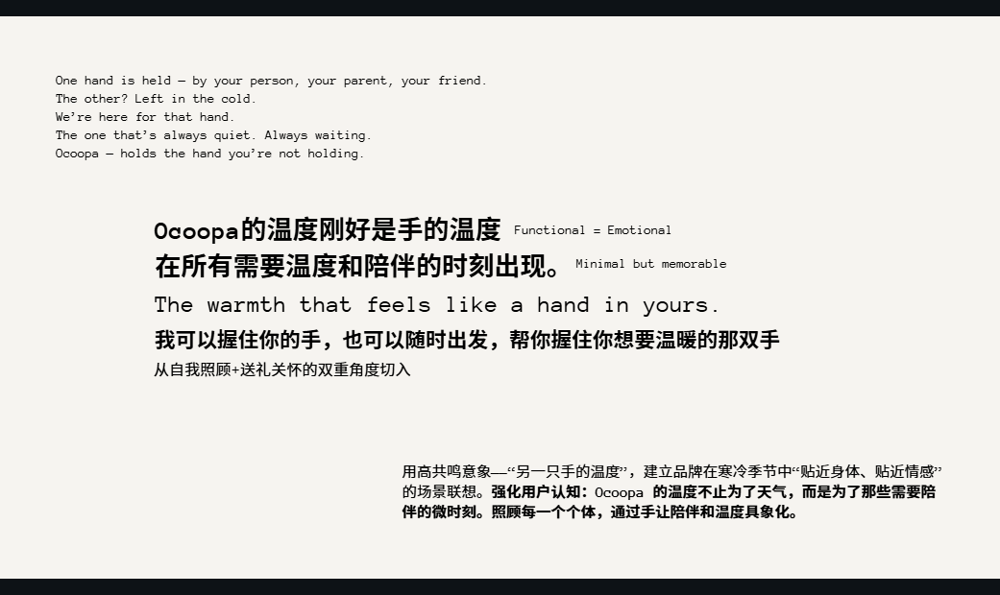 One hand is held — by your person, your parent, your friend.
The other? Left in the cold.
We’re here for that hand.
The one that’s always quiet. Always waiting.
Ocoopa — holds the hand you’re not holding.
Ocoopa的温度刚好是手的温度 Functional = Emotional
在所有需要温度和陪伴的时刻出现。 Minimal but memorable
The warmth that feels like a hand in yours.
我可以握住你的手，也可以随时出发，帮你握住你想要温暖的那双手
从自我照顾+送礼关怀的双重角度切入
用高共鸣意象——“另一只手的温度”，建立品牌在寒冷季节中“贴近身体、贴近情感”
的场景联想。强化用户认知：Ocoopa 的温度不止为了天气，而是为了那些需要陪
伴的微时刻。照顾每一个个体，通过手让陪伴和温度具象化。